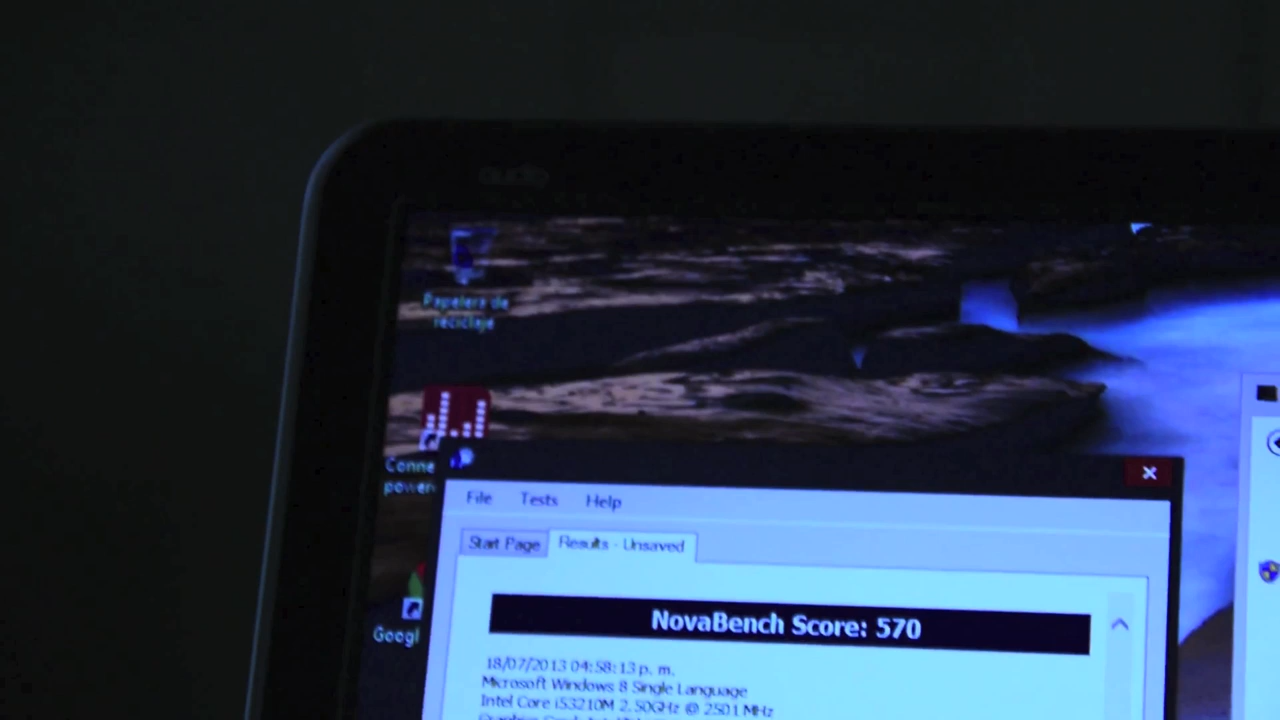 Papelera de
reciclaje
Conne
power
Googl
File Tests Help
Start Page Results - Unsaved
NovaBench Score: 570
18/07/2013 04:58:13 p. m.
Microsoft Windows 8 Single Language
Intel Core i53210M 2.50GHz @ 2501 MHz